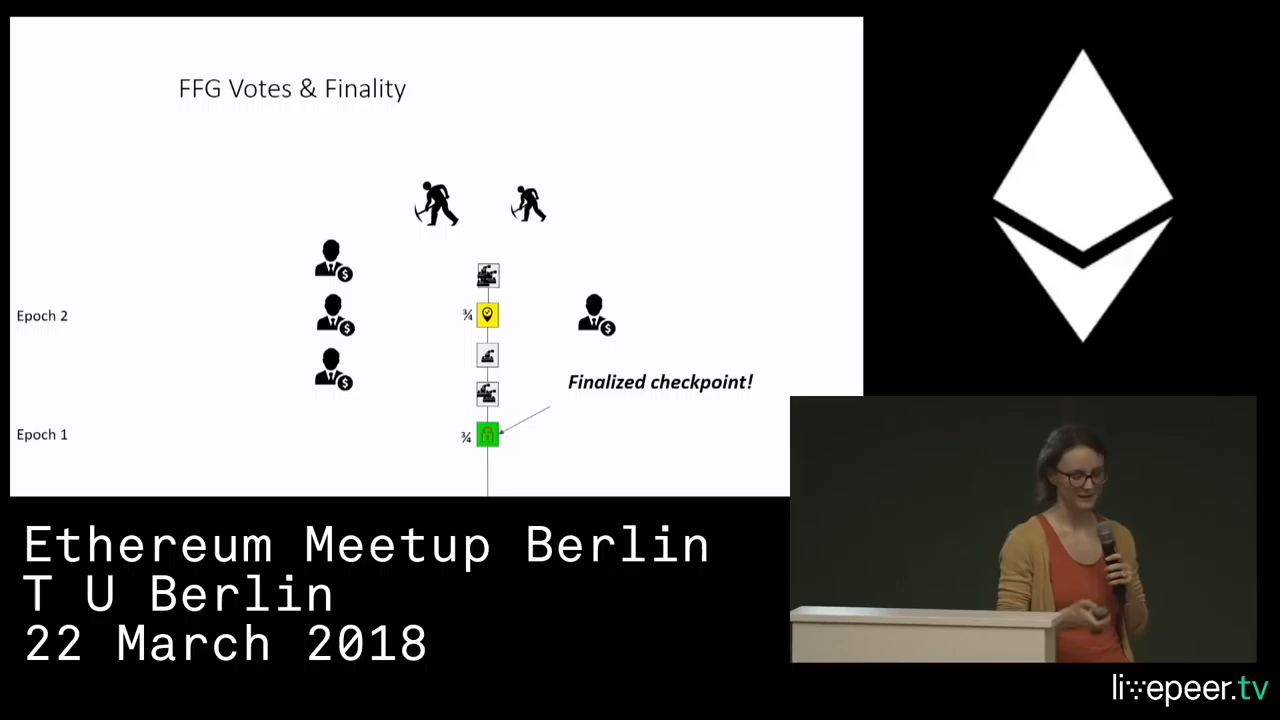 FFG Votes & Finality
$
Epoch 2
$
¾
$
$
Finalized checkpoint!
Epoch 1
¾
Ethereum Meetup Berlin
T U Berlin
22 March 2018
livepeer.tv